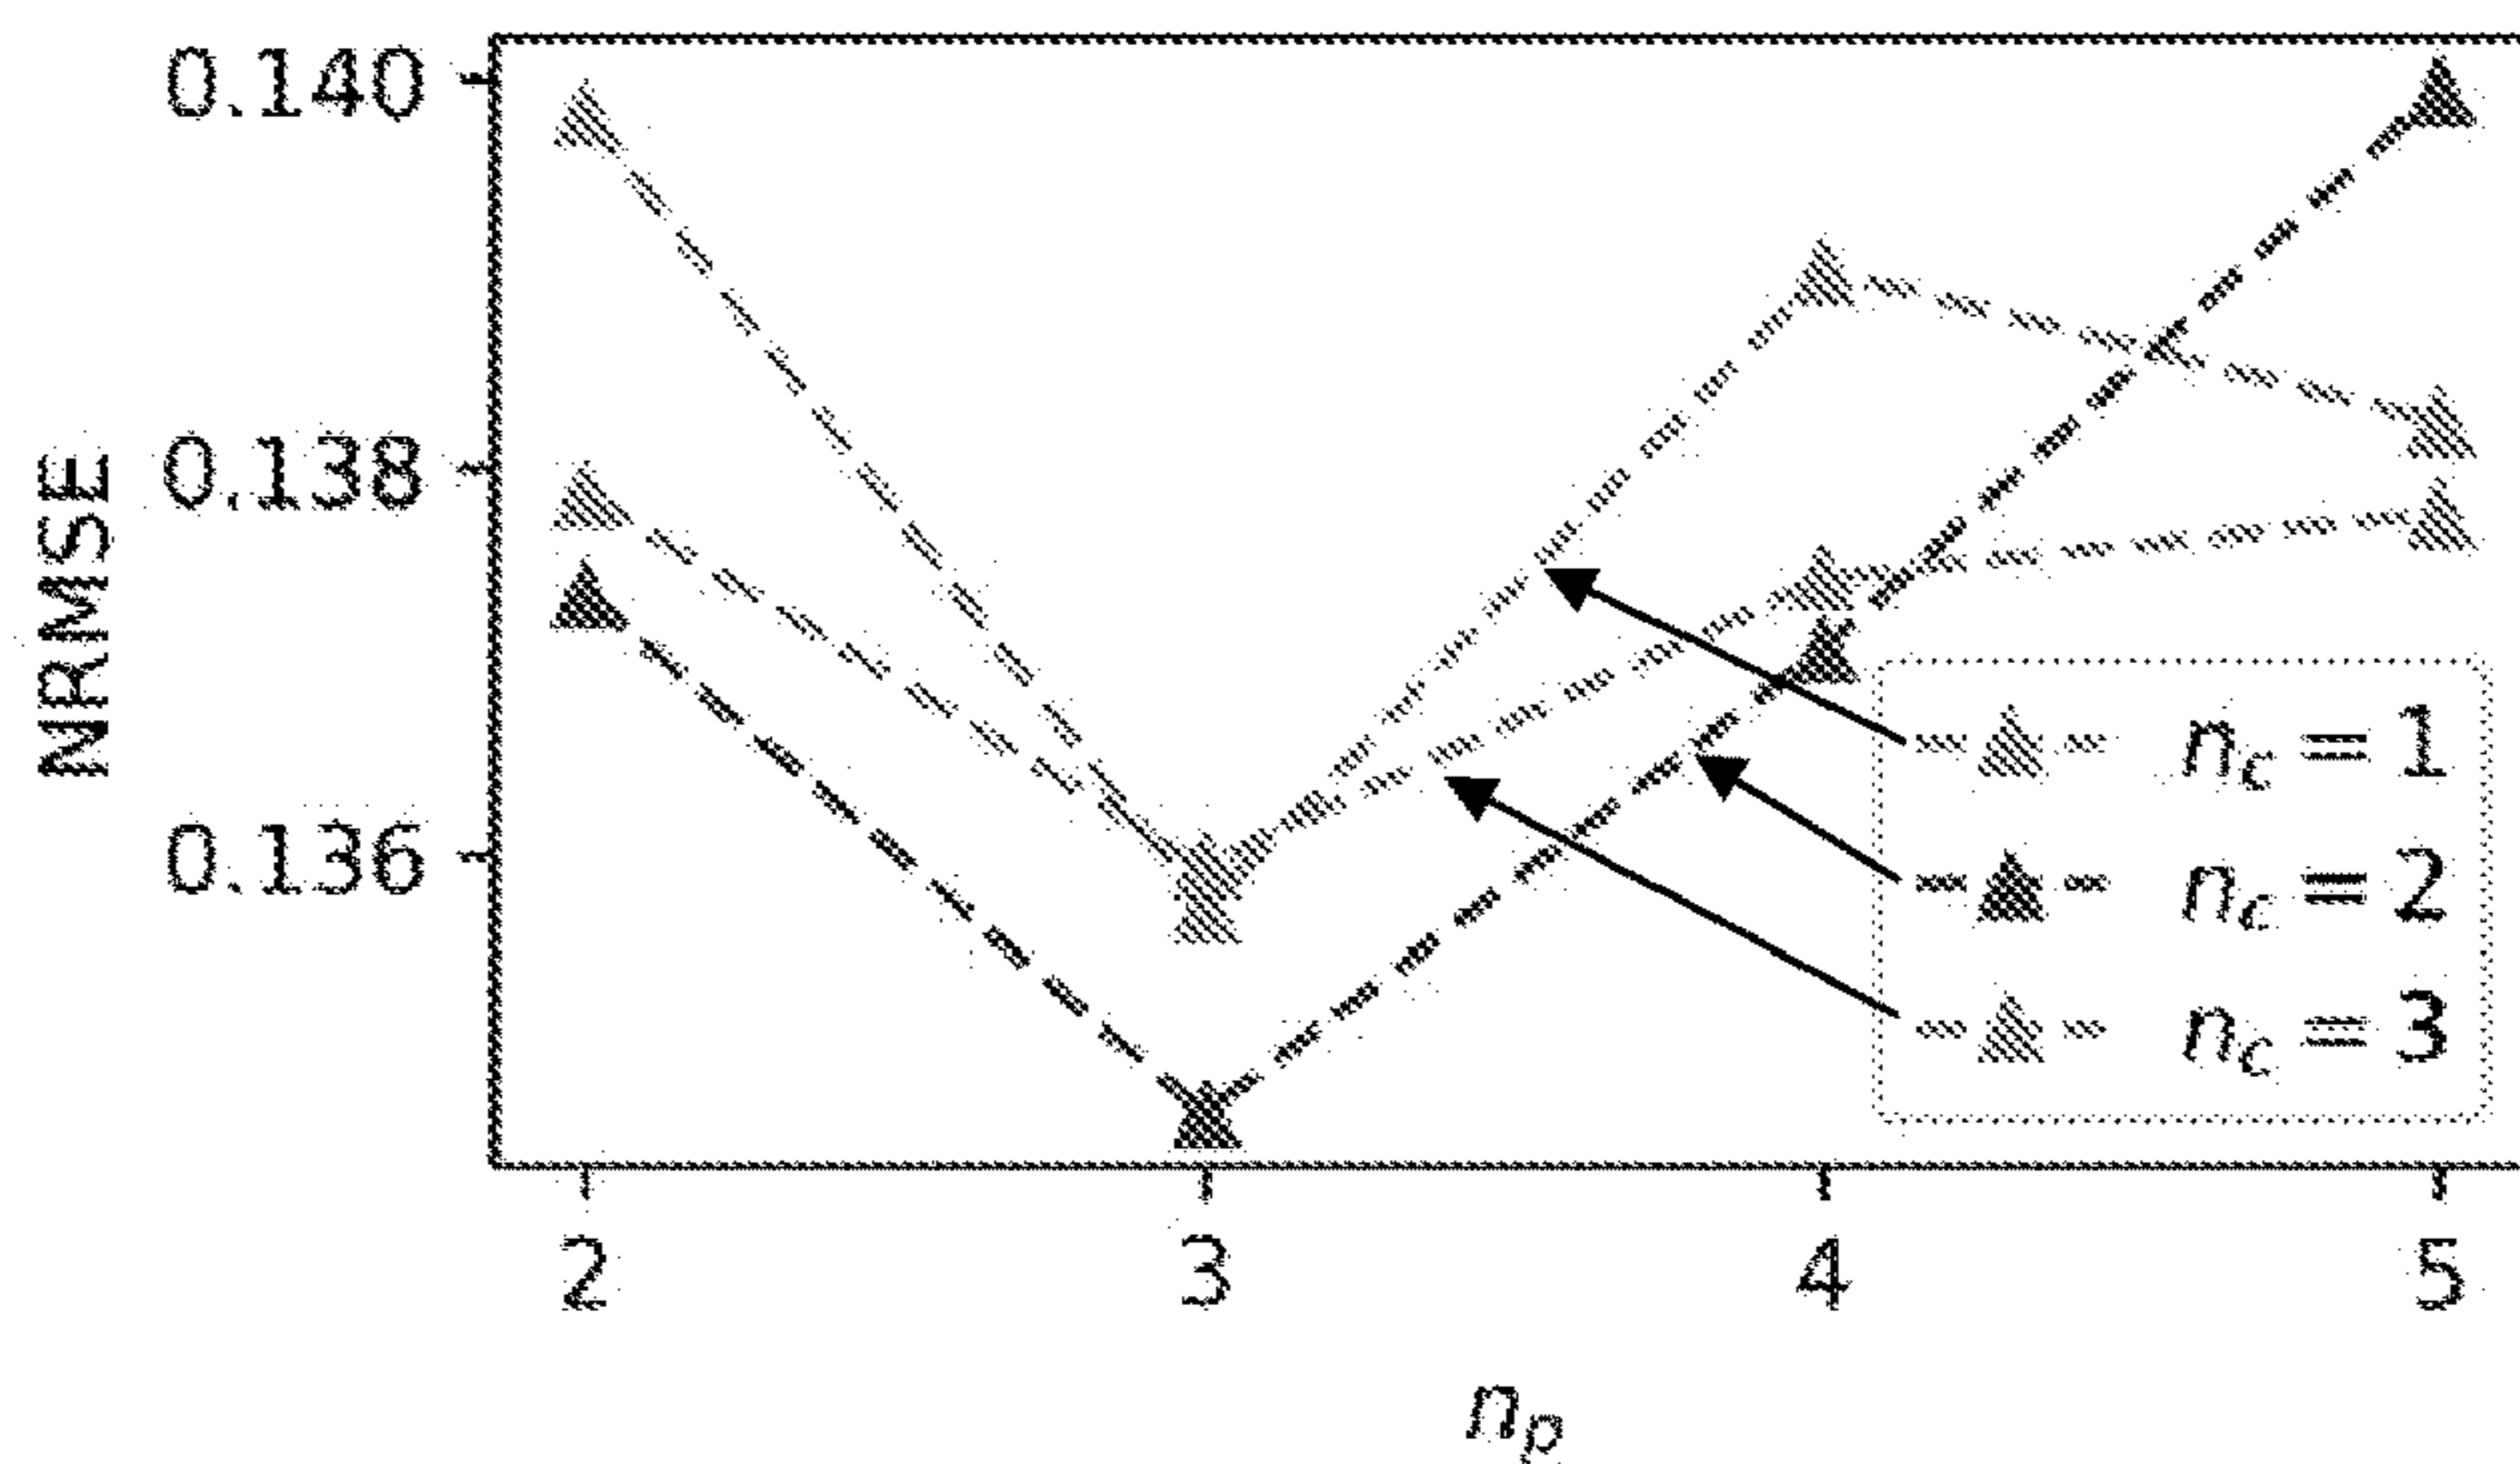 NRMSE
0.140
0.138
0.136
2 3 4 5
n_p
n_c = 1
n_c = 2
n_c = 3